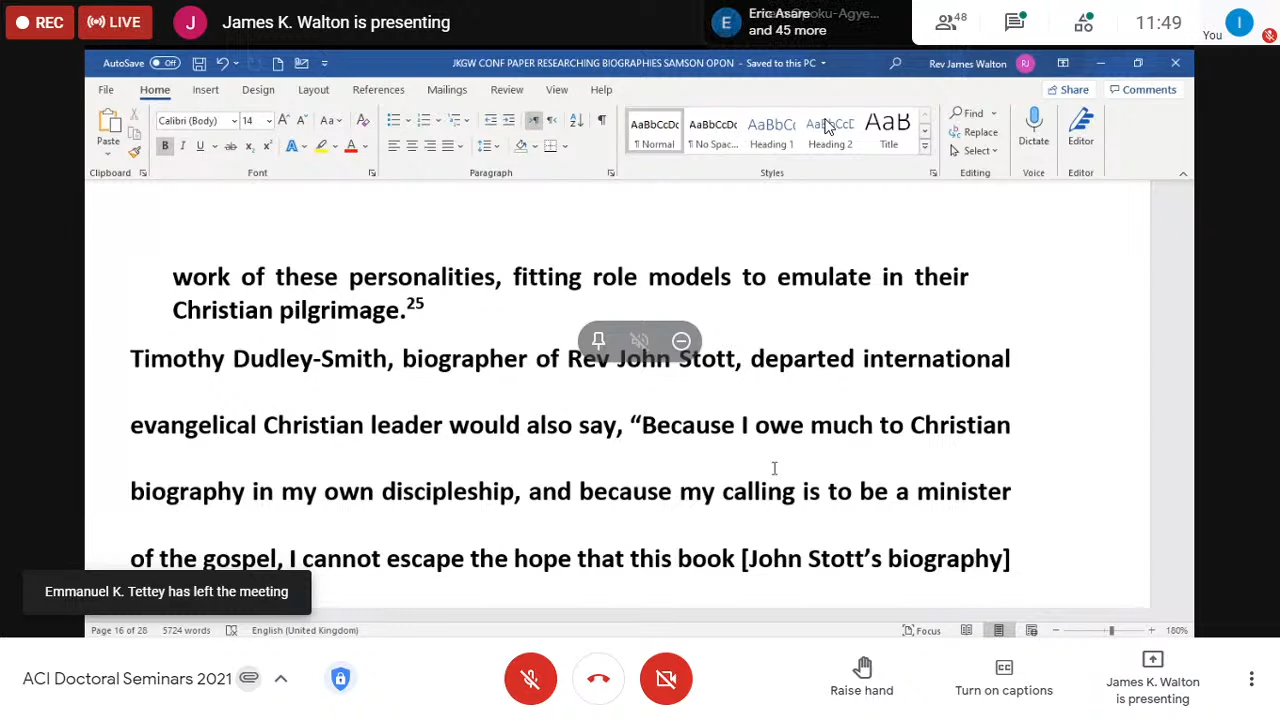 REC
LIVE
J
James K. Walton is presenting
E
Eric Asare
and 45 more
48
11:49
You
I
AutoSave
Off
JKGW CONF PAPER RESEARCHING BIOGRAPHIES SAMSON OPON - Saved to this PC
Rev James Walton
RJ
File
Home
Insert
Design
Layout
References
Mailings
Review
View
Help
Share
Comments
Paste
Calibri (Body)
14
Find
Replace
Select
Dictate
Editor
AaBbCcDc
AaBbCcDc
AaBbCc
AaBbCcE
AaB
¶ Normal
¶ No Spac...
Heading 1
Heading 2
Title
Clipboard
Font
Paragraph
Styles
Editing
Voice
Editor
work of these personalities, fitting role models to emulate in their
Christian pilgrimage.25
Timothy Dudley-Smith, biographer of Rev John Stott, departed international
evangelical Christian leader would also say, “Because I owe much to Christian
biography in my own discipleship, and because my calling is to be a minister
of the gospel, I cannot escape the hope that this book [John Stott’s biography]
Emmanuel K. Tettey has left the meeting
Page 16 of 28
5724 words
English (United Kingdom)
Focus
180%
ACI Doctoral Seminars 2021
Raise hand
Turn on captions
James K. Walton
is presenting